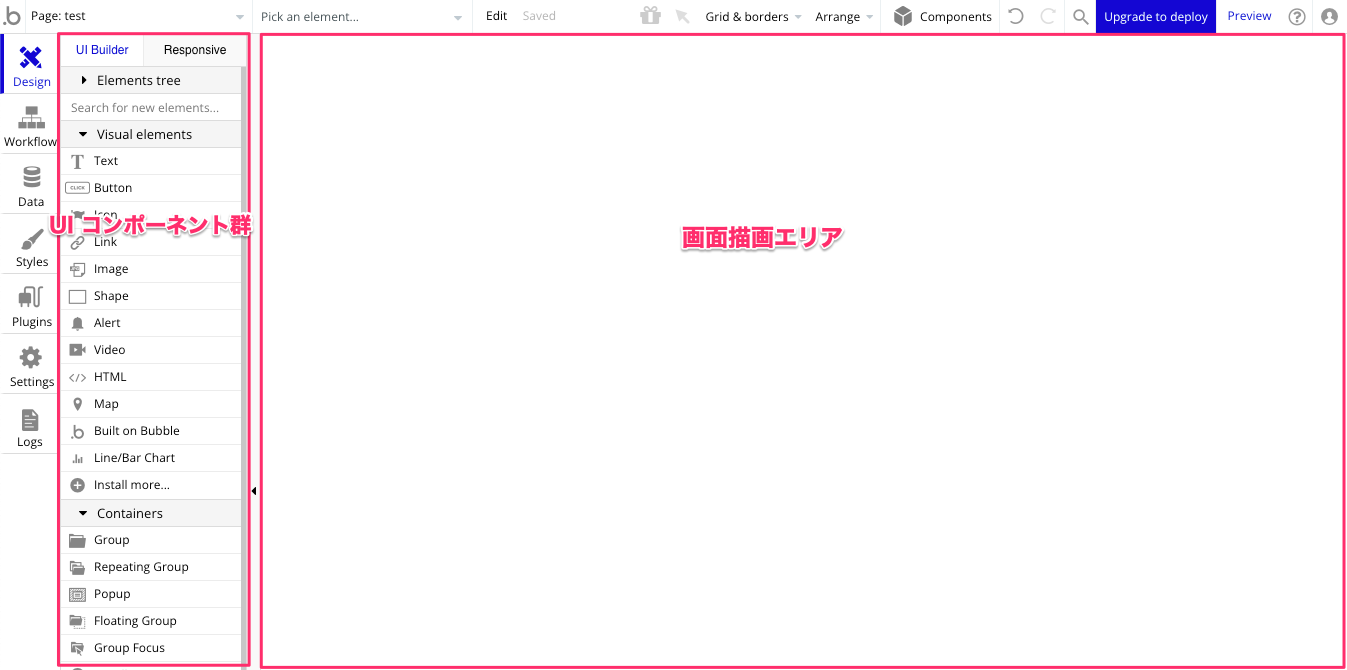 .b
Page: test
Pick an element...
Edit
Saved
Grid & borders
Arrange
Components
Upgrade to deploy
Preview
?
Design
Workflow
Data
Styles
Plugins
Settings
Logs
UI Builder
Responsive
Elements tree
Search for new elements...
Visual elements
Text
CLICK Button
Icon
UI コンポーネント群
Link
Image
Shape
Alert
Video
HTML
Map
Built on Bubble
Line/Bar Chart
Install more...
Containers
Group
Repeating Group
Popup
Floating Group
Group Focus
画面描画エリア